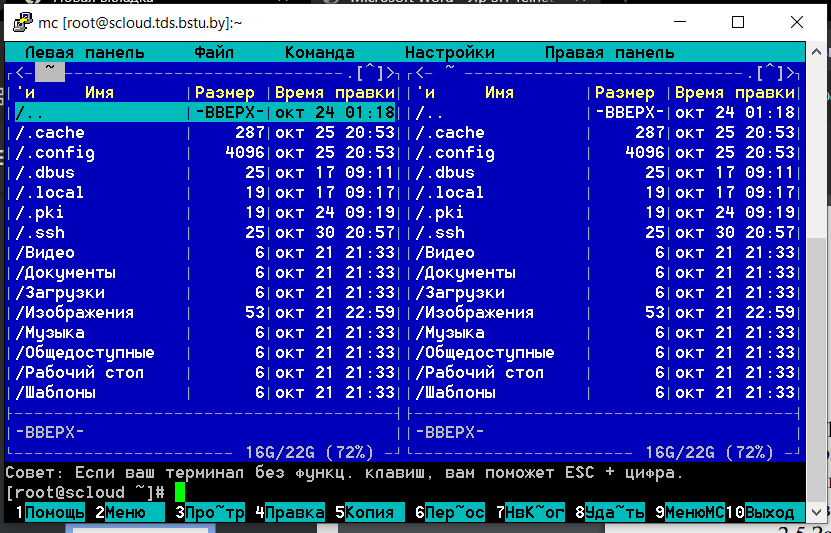 mc [root@scloud.tds.bstu.by]:~
Левая панель Файл Команда Настройки Правая панель
<- ~ .[^]> <- ~ .[^]>
'и Имя |Размер |Время правки| 'и Имя |Размер |Время правки
/.. |-ВВЕРХ-|окт 24 01:18 /.. |-ВВЕРХ-|окт 24 01:18
/.cache | 287|окт 25 20:53 /.cache | 287|окт 25 20:53
/.config | 4096|окт 25 20:53 /.config | 4096|окт 25 20:53
/.dbus | 25|окт 17 09:11 /.dbus | 25|окт 17 09:11
/.local | 19|окт 17 09:17 /.local | 19|окт 17 09:17
/.pki | 19|окт 24 09:19 /.pki | 19|окт 24 09:19
/.ssh | 25|окт 30 20:57 /.ssh | 25|окт 30 20:57
/Видео | 6|окт 21 21:33 /Видео | 6|окт 21 21:33
/Документы | 6|окт 21 21:33 /Документы | 6|окт 21 21:33
/Загрузки | 6|окт 21 21:33 /Загрузки | 6|окт 21 21:33
/Изображения | 53|окт 21 22:59 /Изображения | 53|окт 21 22:59
/Музыка | 6|окт 21 21:33 /Музыка | 6|окт 21 21:33
/Общедоступные | 6|окт 21 21:33 /Общедоступные | 6|окт 21 21:33
/Рабочий стол | 6|окт 21 21:33 /Рабочий стол | 6|окт 21 21:33
/Шаблоны | 6|окт 21 21:33 /Шаблоны | 6|окт 21 21:33
-ВВЕРХ- -ВВЕРХ-
16G/22G (72%) 16G/22G (72%)
Совет: Если ваш терминал без функц. клавиш, вам поможет ESC + цифра.
[root@scloud ~]#
1Помощь 2Меню 3Про~тр 4Правка 5Копия 6Пер~ос 7НвК~ог 8Уда~ть 9МенюМС 10Выход